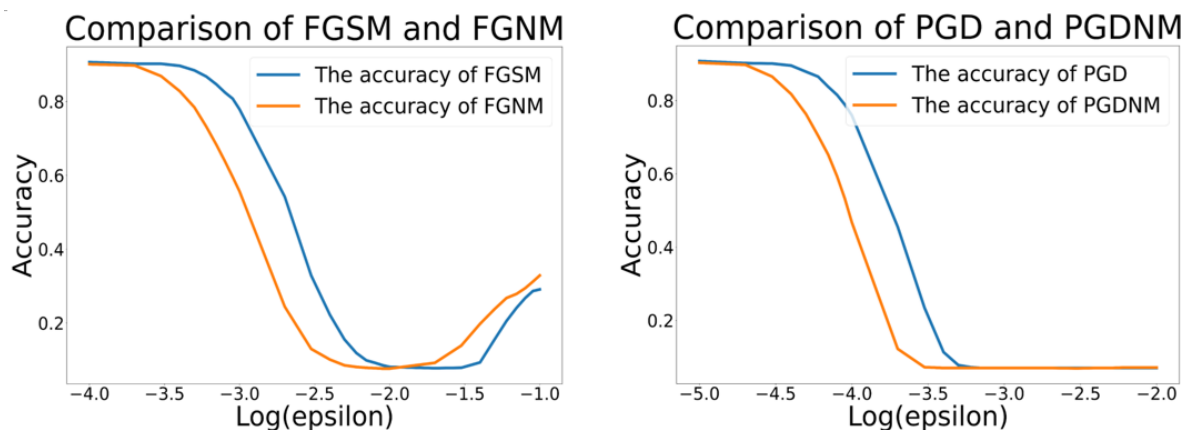 Comparison of FGSM and FGNM
The accuracy of FGSM
The accuracy of FGNM
Accuracy
0.8
0.6
0.4
0.2
−4.0 −3.5 −3.0 −2.5 −2.0 −1.5 −1.0
Log(epsilon)
Comparison of PGD and PGDNM
The accuracy of PGD
The accuracy of PGDNM
Accuracy
0.8
0.6
0.4
0.2
−5.0 −4.5 −4.0 −3.5 −3.0 −2.5 −2.0
Log(epsilon)